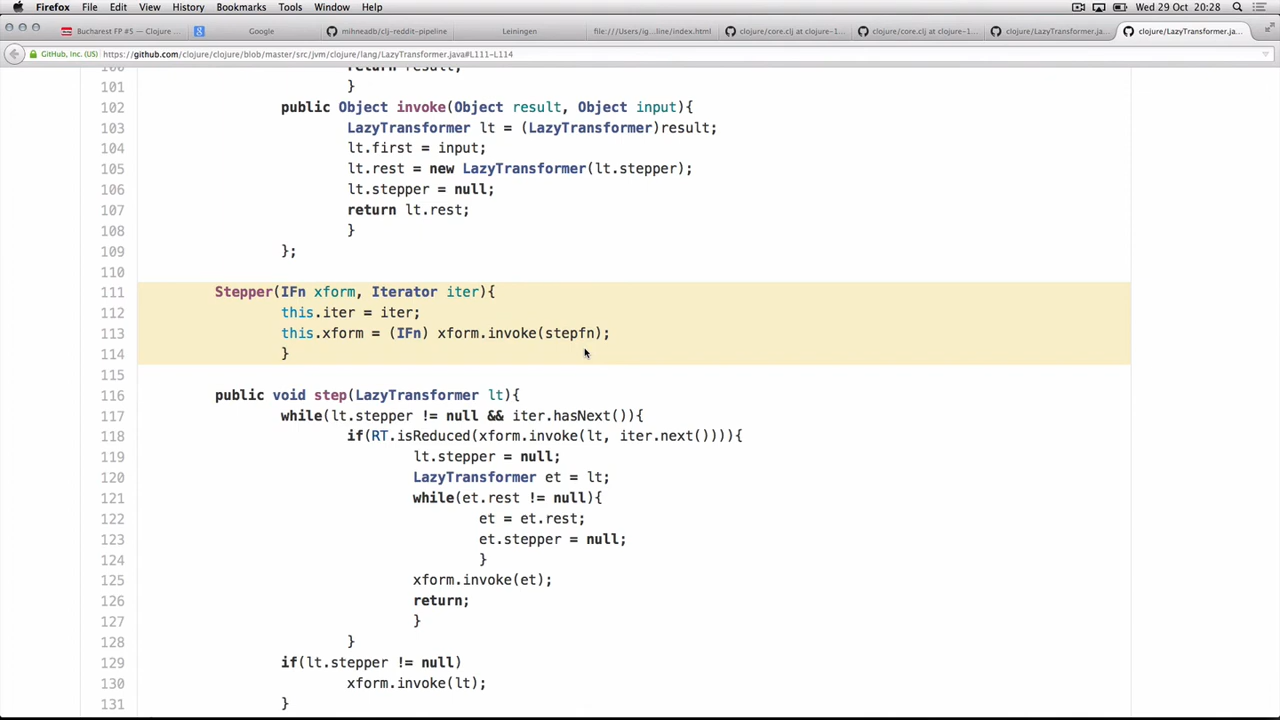 Firefox File Edit View History Bookmarks Tools Window Help Wed 29 Oct 20:28
Bucharest FP #5 — Clojure ... Google mihneadb/clj-reddit-pipeline Leiningen file:///Users/ig...line/index.html clojure/core.clj at clojure-1... clojure/core.clj at clojure-1... clojure/LazyTransformer.ja... clojure/LazyTransformer.ja...
GitHub, Inc. (US) https://github.com/clojure/clojure/blob/master/src/jvm/clojure/lang/LazyTransformer.java#L111-L114
100 return result;
101 }
102 public Object invoke(Object result, Object input){
103 LazyTransformer lt = (LazyTransformer)result;
104 lt.first = input;
105 lt.rest = new LazyTransformer(lt.stepper);
106 lt.stepper = null;
107 return lt.rest;
108 }
109 };
110
111 Stepper(IFn xform, Iterator iter){
112 this.iter = iter;
113 this.xform = (IFn) xform.invoke(stepfn);
114 }
115
116 public void step(LazyTransformer lt){
117 while(lt.stepper != null && iter.hasNext()){
118 if(RT.isReduced(xform.invoke(lt, iter.next()))){
119 lt.stepper = null;
120 LazyTransformer et = lt;
121 while(et.rest != null){
122 et = et.rest;
123 et.stepper = null;
124 }
125 xform.invoke(et);
126 return;
127 }
128 }
129 if(lt.stepper != null)
130 xform.invoke(lt);
131 }